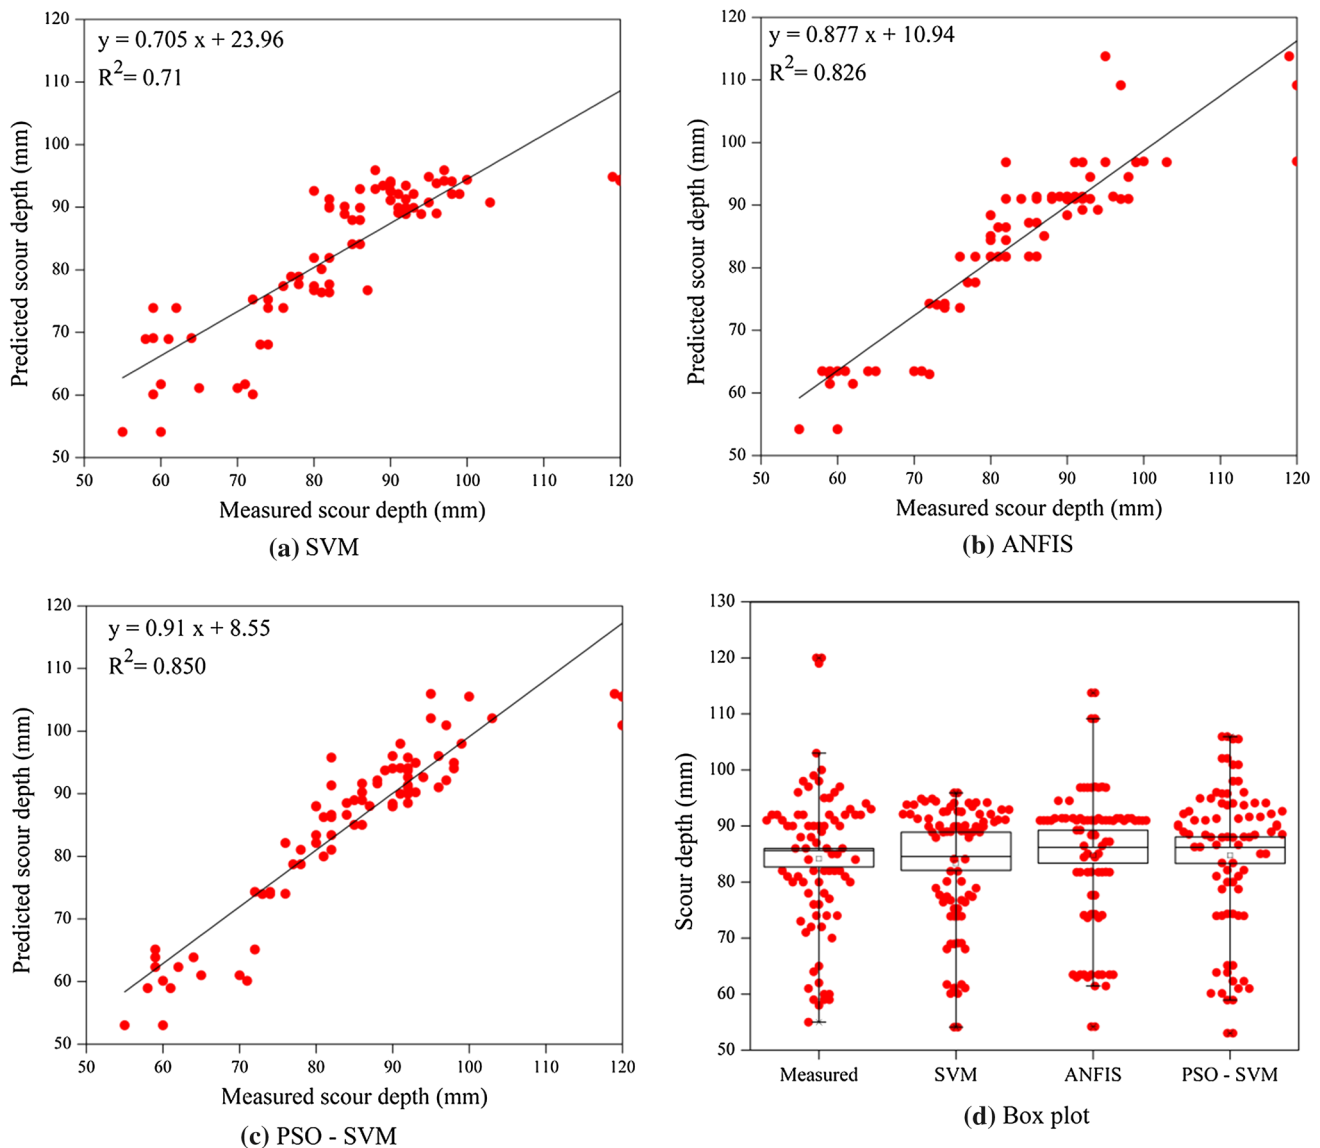 y = 0.705 x + 23.96
R2= 0.71
120
110
100
90
80
70
60
50
Predicted scour depth (mm)
50 60 70 80 90 100 110 120
Measured scour depth (mm)
(a) SVM
y = 0.877 x + 10.94
R2= 0.826
120
110
100
90
80
70
60
50
Predicted scour depth (mm)
50 60 70 80 90 100 110 120
Measured scour depth (mm)
(b) ANFIS
y = 0.91 x + 8.55
R2= 0.850
120
110
100
90
80
70
60
50
Predicted scour depth (mm)
50 60 70 80 90 100 110 120
Measured scour depth (mm)
(c) PSO - SVM
130
120
110
100
90
80
70
60
50
Scour depth (mm)
Measured SVM ANFIS PSO - SVM
(d) Box plot